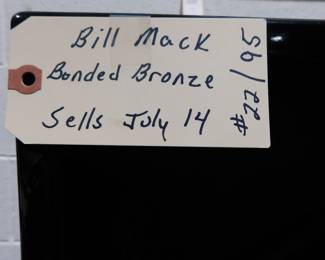 Bill Mack
Bonded Bronze
Sells July 14
#22/95